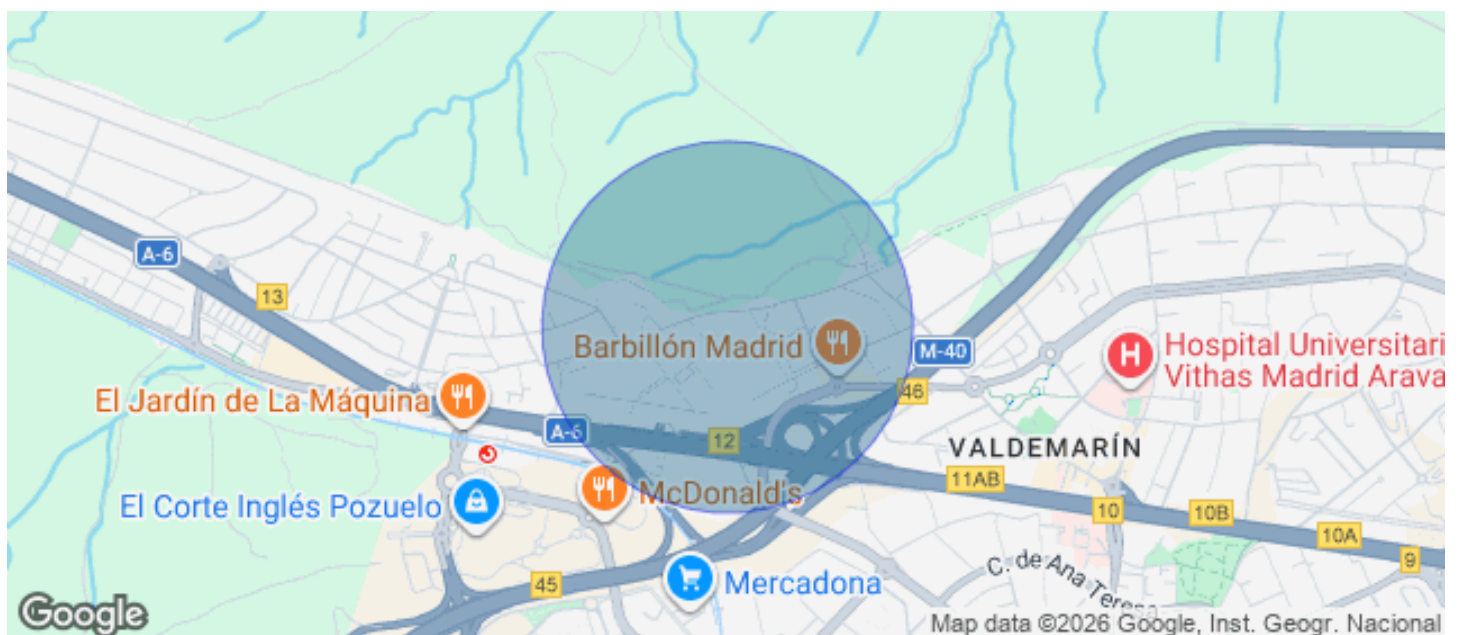 A-6
13
Barbillón Madrid
M-40
Hospital Universitari
Vithas Madrid Arava
46
El Jardín de La Máquina
A-6
12
VALDEMARÍN
11AB
McDonald's
El Corte Inglés Pozuelo
10
10B
10A
9
45
Mercadona
C. de Ana Teresa
Google
Map data ©2026 Google, Inst. Geogr. Nacional